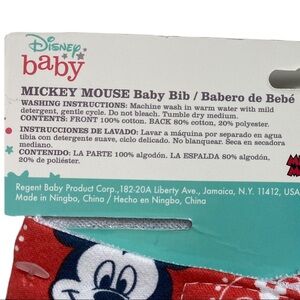 Disney
baby
MICKEY MOUSE Baby Bib / Babero de Bebé
WASHING INSTRUCTIONS: Machine wash in warm water with mild
detergent, gentle cycle. Do not bleach. Tumble dry medium.
CONTENTS: FRONT 100% cotton. BACK 80% cotton, 20% polyester.
INSTRUCCIONES DE LAVADO: Lavar a máquina por separado en agua
tibia con detergente suave, ciclo delicado. No blanquear. Seca en secadora
mediano.
CONTENIDO: LA PARTE 100% algodón. LA ESPALDA 80% algodón,
20% de poliéster.
Regent Baby Product Corp.,182-20A Liberty Ave., Jamaica, N.Y. 11412, USA
Made in Ningbo, China / Hecho en Ningbo, China